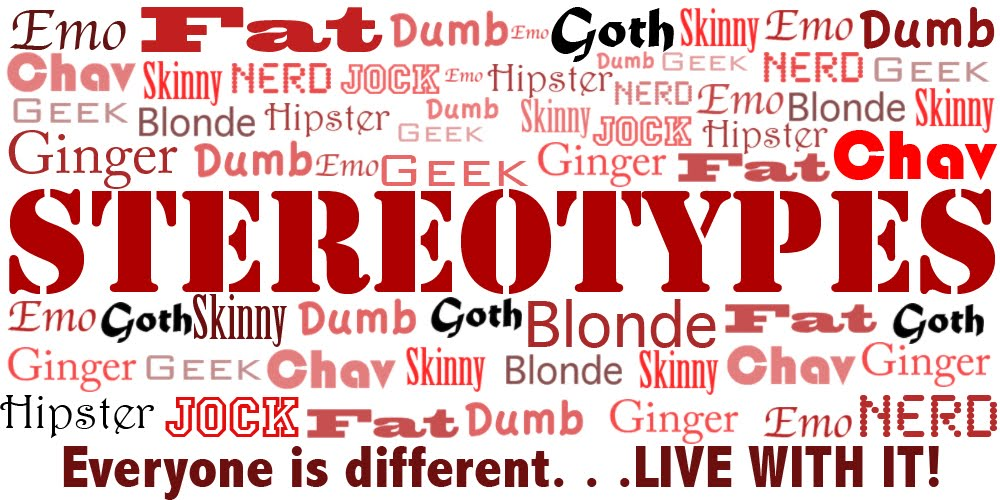 Emo Fat Dumb Emo Goth Skinny Emo Dumb
Chav Skinny NERD JOCK Emo Hipster Dumb GEEK NERD GEEK
GEEK Blonde Hipster Dumb GEEK Skinny JOCK NERD Emo Hipster Blonde Skinny
Ginger Dumb Emo GEEK Ginger Fat Chav
STEREOTYPES
Emo Goth Skinny Dumb Goth Blonde Fat Goth
Ginger GEEK Chav Skinny Blonde Skinny Chav Ginger
Hipster JOCK Fat Dumb Ginger Emo NERD
Everyone is different. . .LIVE WITH IT!